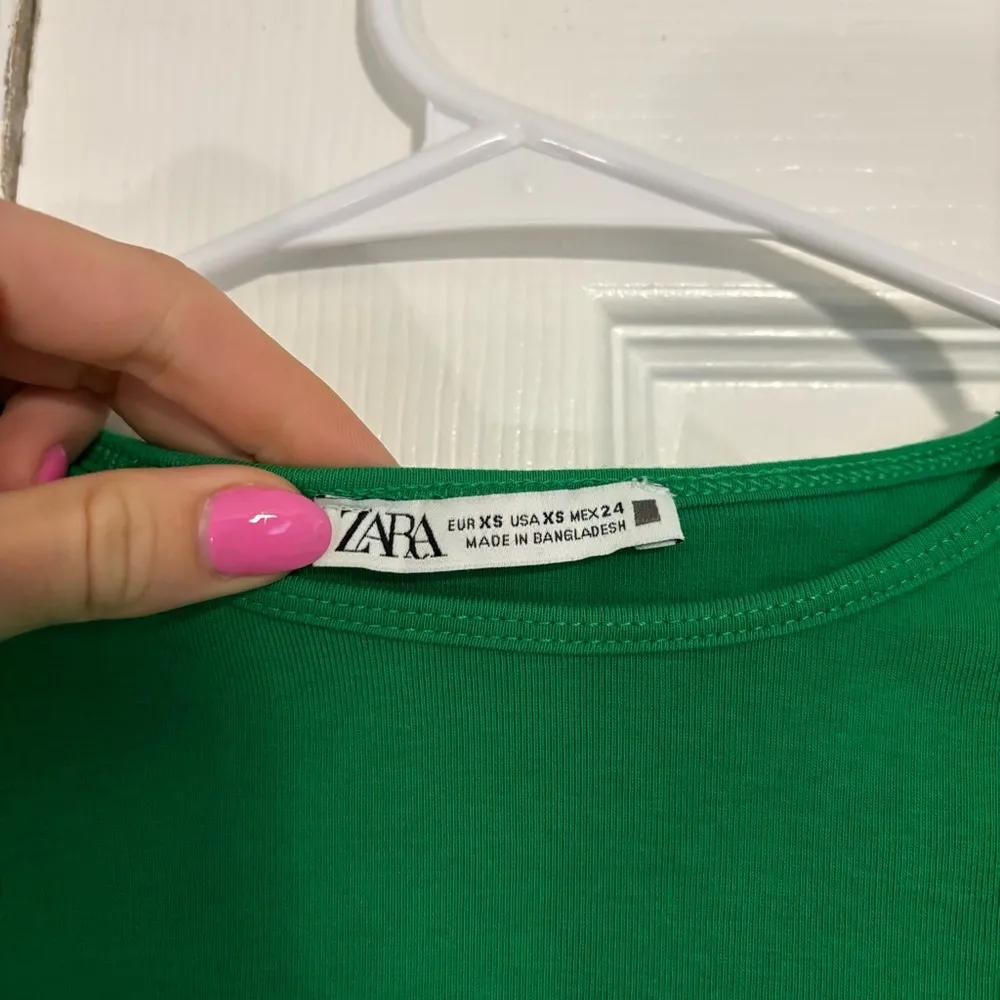 ZARA
EUR XS USA XS MEX 24
MADE IN BANGLADESH